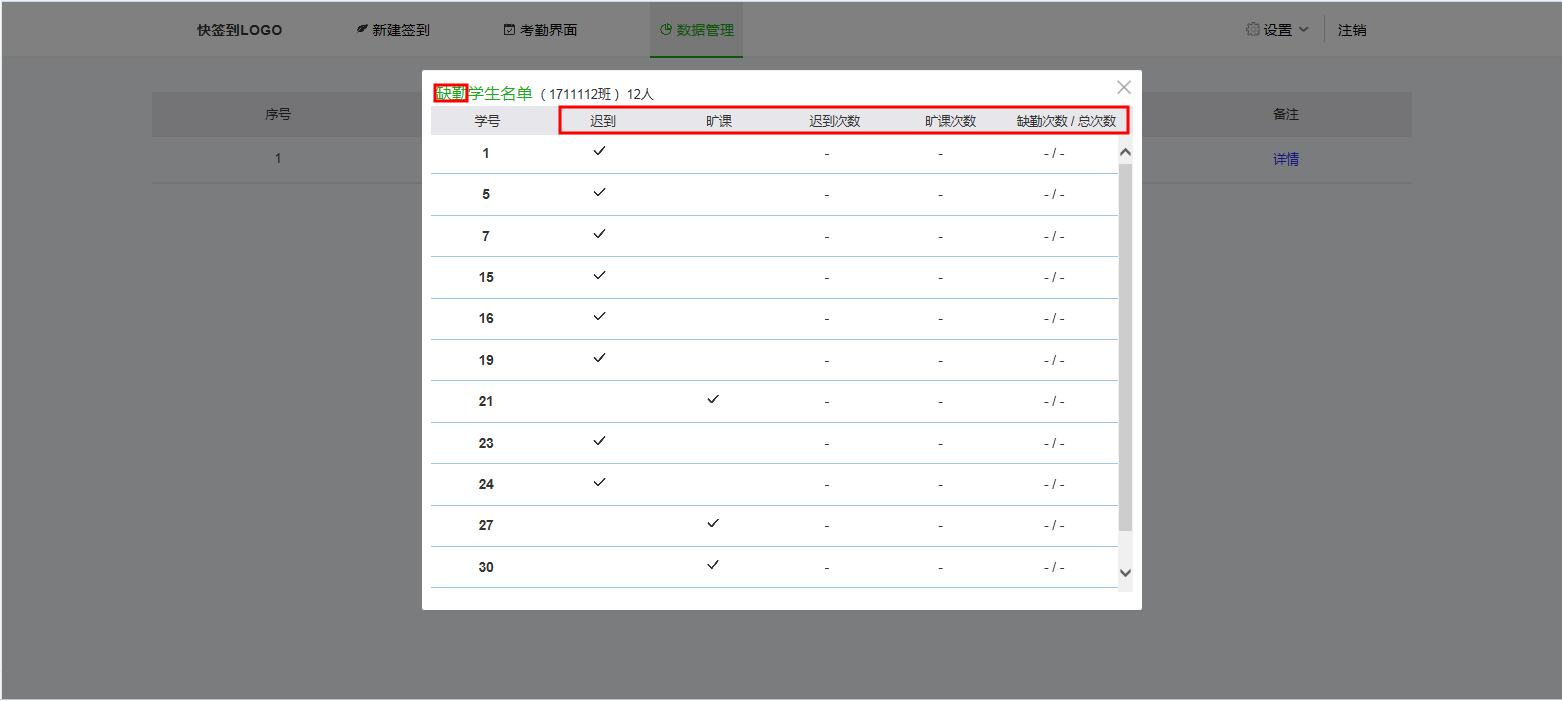 快签到LOGO 新建签到 考勤界面 数据管理 设置 注销
缺勤学生名单（1711112班）12人
序号 备注
学号 迟到 旷课 迟到次数 旷课次数 缺勤次数 / 总次数
1 ✓ - - - / -
1 详情
5 ✓ - - - / -
7 ✓ - - - / -
15 ✓ - - - / -
16 ✓ - - - / -
19 ✓ - - - / -
21 ✓ - - - / -
23 ✓ - - - / -
24 ✓ - - - / -
27 ✓ - - - / -
30 ✓ - - - / -